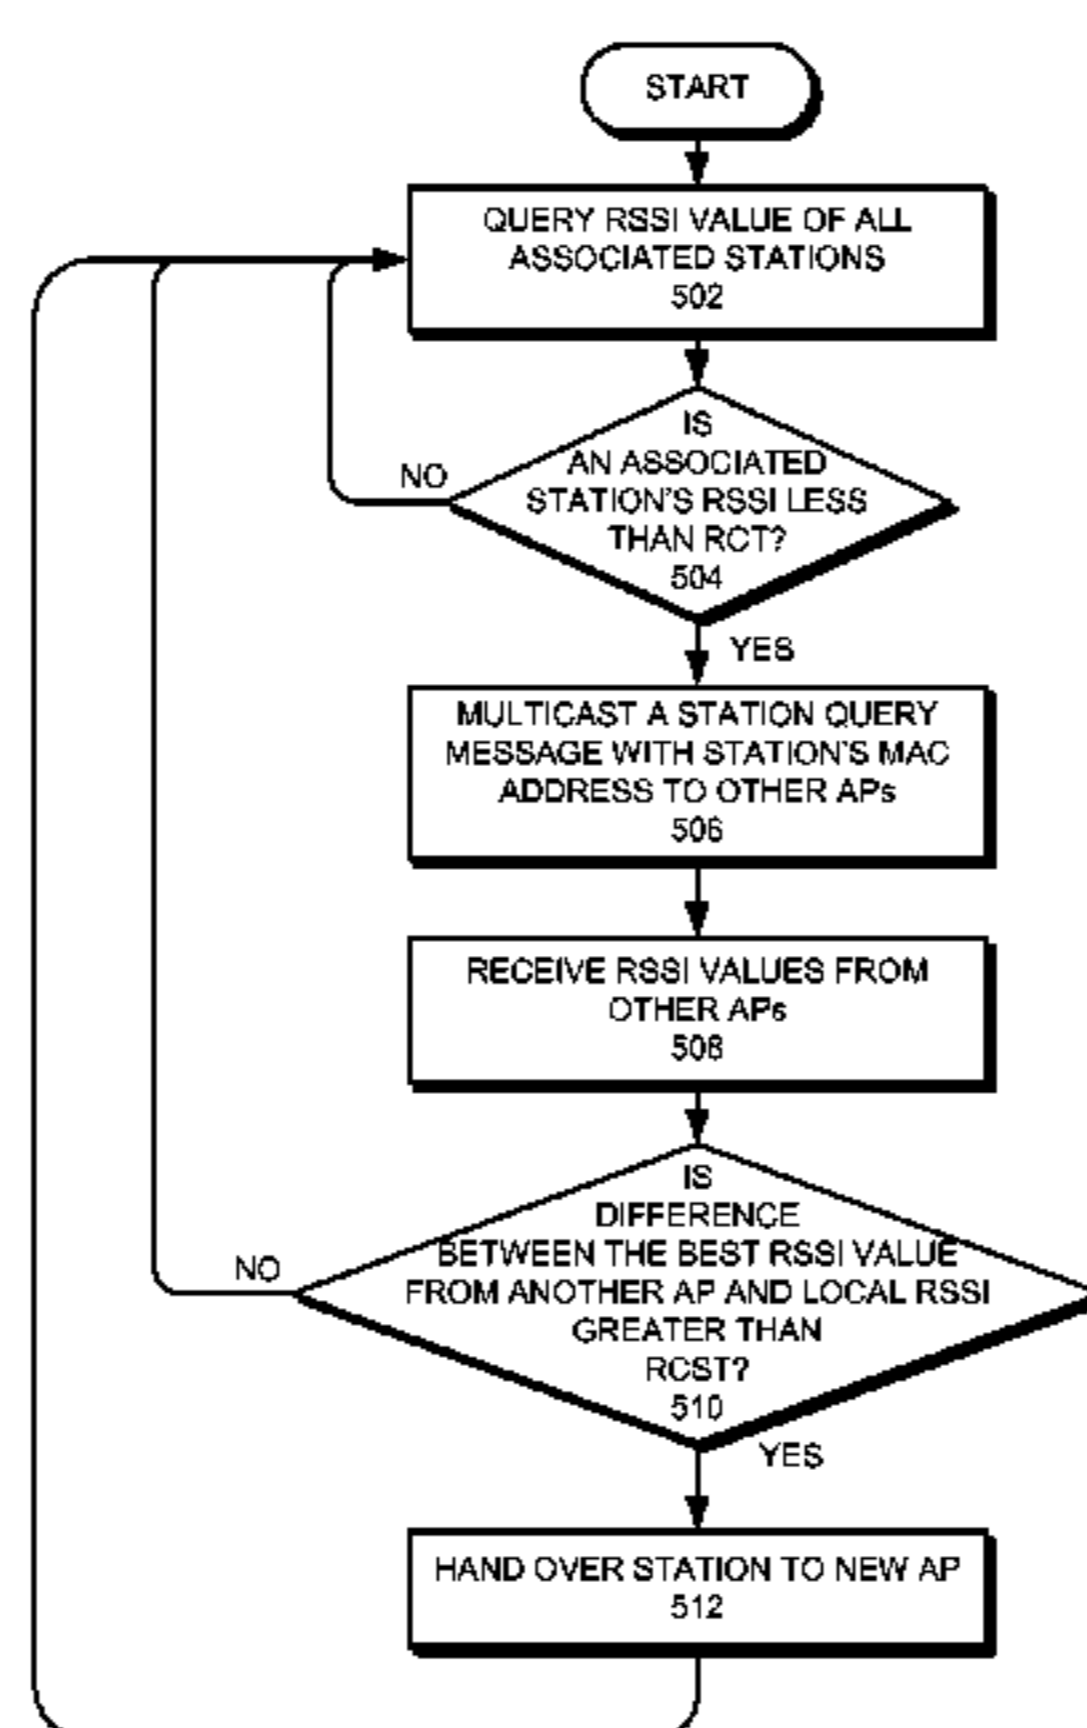 START
QUERY RSSI VALUE OF ALL
ASSOCIATED STATIONS
502
IS
AN ASSOCIATED
STATION'S RSSI LESS
THAN RCT?
504
NO
YES
MULTICAST A STATION QUERY
MESSAGE WITH STATION'S MAC
ADDRESS TO OTHER APs
506
RECEIVE RSSI VALUES FROM
OTHER APs
508
IS
DIFFERENCE
BETWEEN THE BEST RSSI VALUE
FROM ANOTHER AP AND LOCAL RSSI
GREATER THAN
RCST?
510
NO
YES
HAND OVER STATION TO NEW AP
512